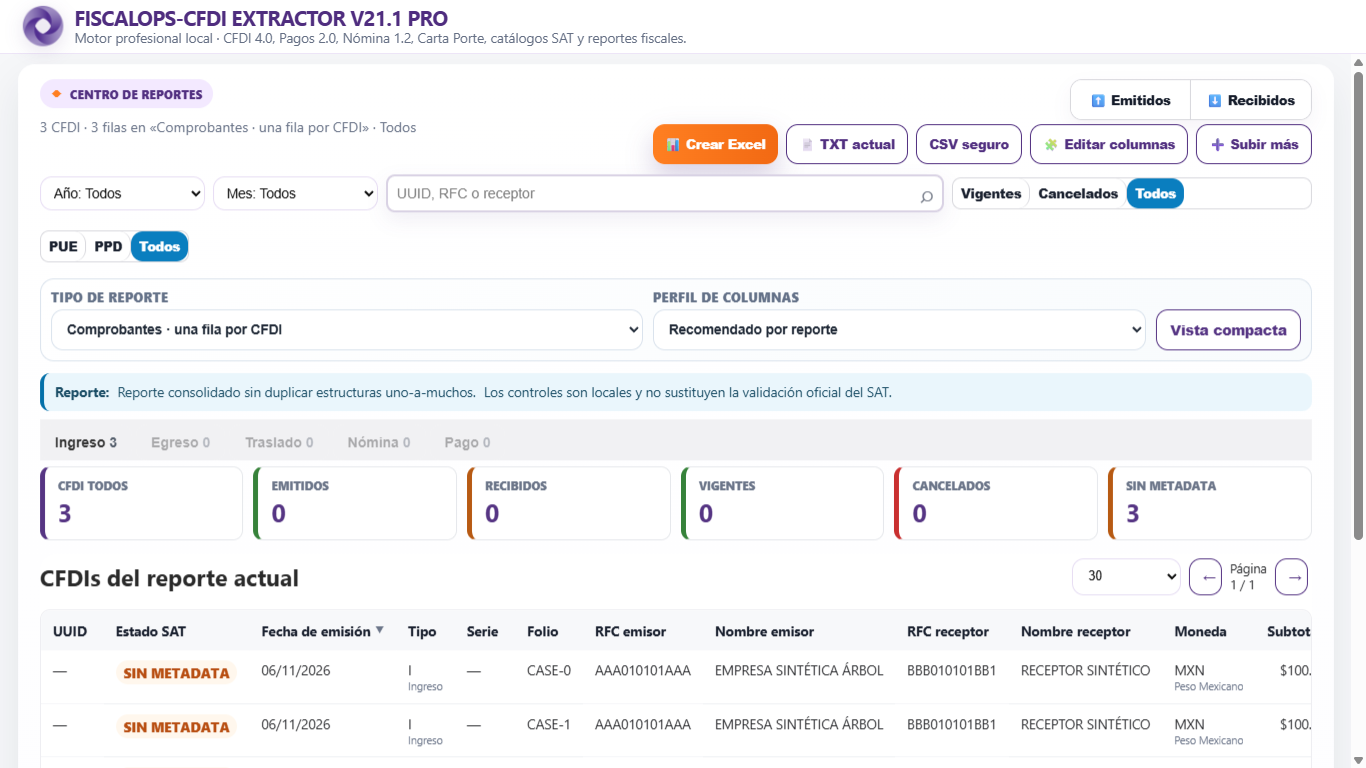 FISCALOPS-CFDI EXTRACTOR V21.1 PRO
Motor profesional local · CFDI 4.0, Pagos 2.0, Nómina 1.2, Carta Porte, catálogos SAT y reportes fiscales.
CENTRO DE REPORTES
Emitidos Recibidos
3 CFDI · 3 filas en «Comprobantes · una fila por CFDI» · Todos
Crear Excel TXT actual CSV seguro Editar columnas Subir más
Año: Todos Mes: Todos UUID, RFC o receptor Vigentes Cancelados Todos
PUE PPD Todos
TIPO DE REPORTE PERFIL DE COLUMNAS
Comprobantes · una fila por CFDI Recomendado por reporte Vista compacta
Reporte: Reporte consolidado sin duplicar estructuras uno-a-muchos. Los controles son locales y no sustituyen la validación oficial del SAT.
Ingreso 3 Egreso 0 Traslado 0 Nómina 0 Pago 0
CFDI TODOS EMITIDOS RECIBIDOS VIGENTES CANCELADOS SIN METADATA
3 0 0 0 0 3
CFDIs del reporte actual 30 ← Página 1 / 1 →
UUID Estado SAT Fecha de emisión ▼ Tipo Serie Folio RFC emisor Nombre emisor RFC receptor Nombre receptor Moneda Subtot
— SIN METADATA 06/11/2026 I — CASE-0 AAA010101AAA EMPRESA SINTÉTICA ÁRBOL BBB010101BB1 RECEPTOR SINTÉTICO MXN $100.
Ingreso Peso Mexicano
— SIN METADATA 06/11/2026 I — CASE-1 AAA010101AAA EMPRESA SINTÉTICA ÁRBOL BBB010101BB1 RECEPTOR SINTÉTICO MXN $100.
Ingreso Peso Mexicano